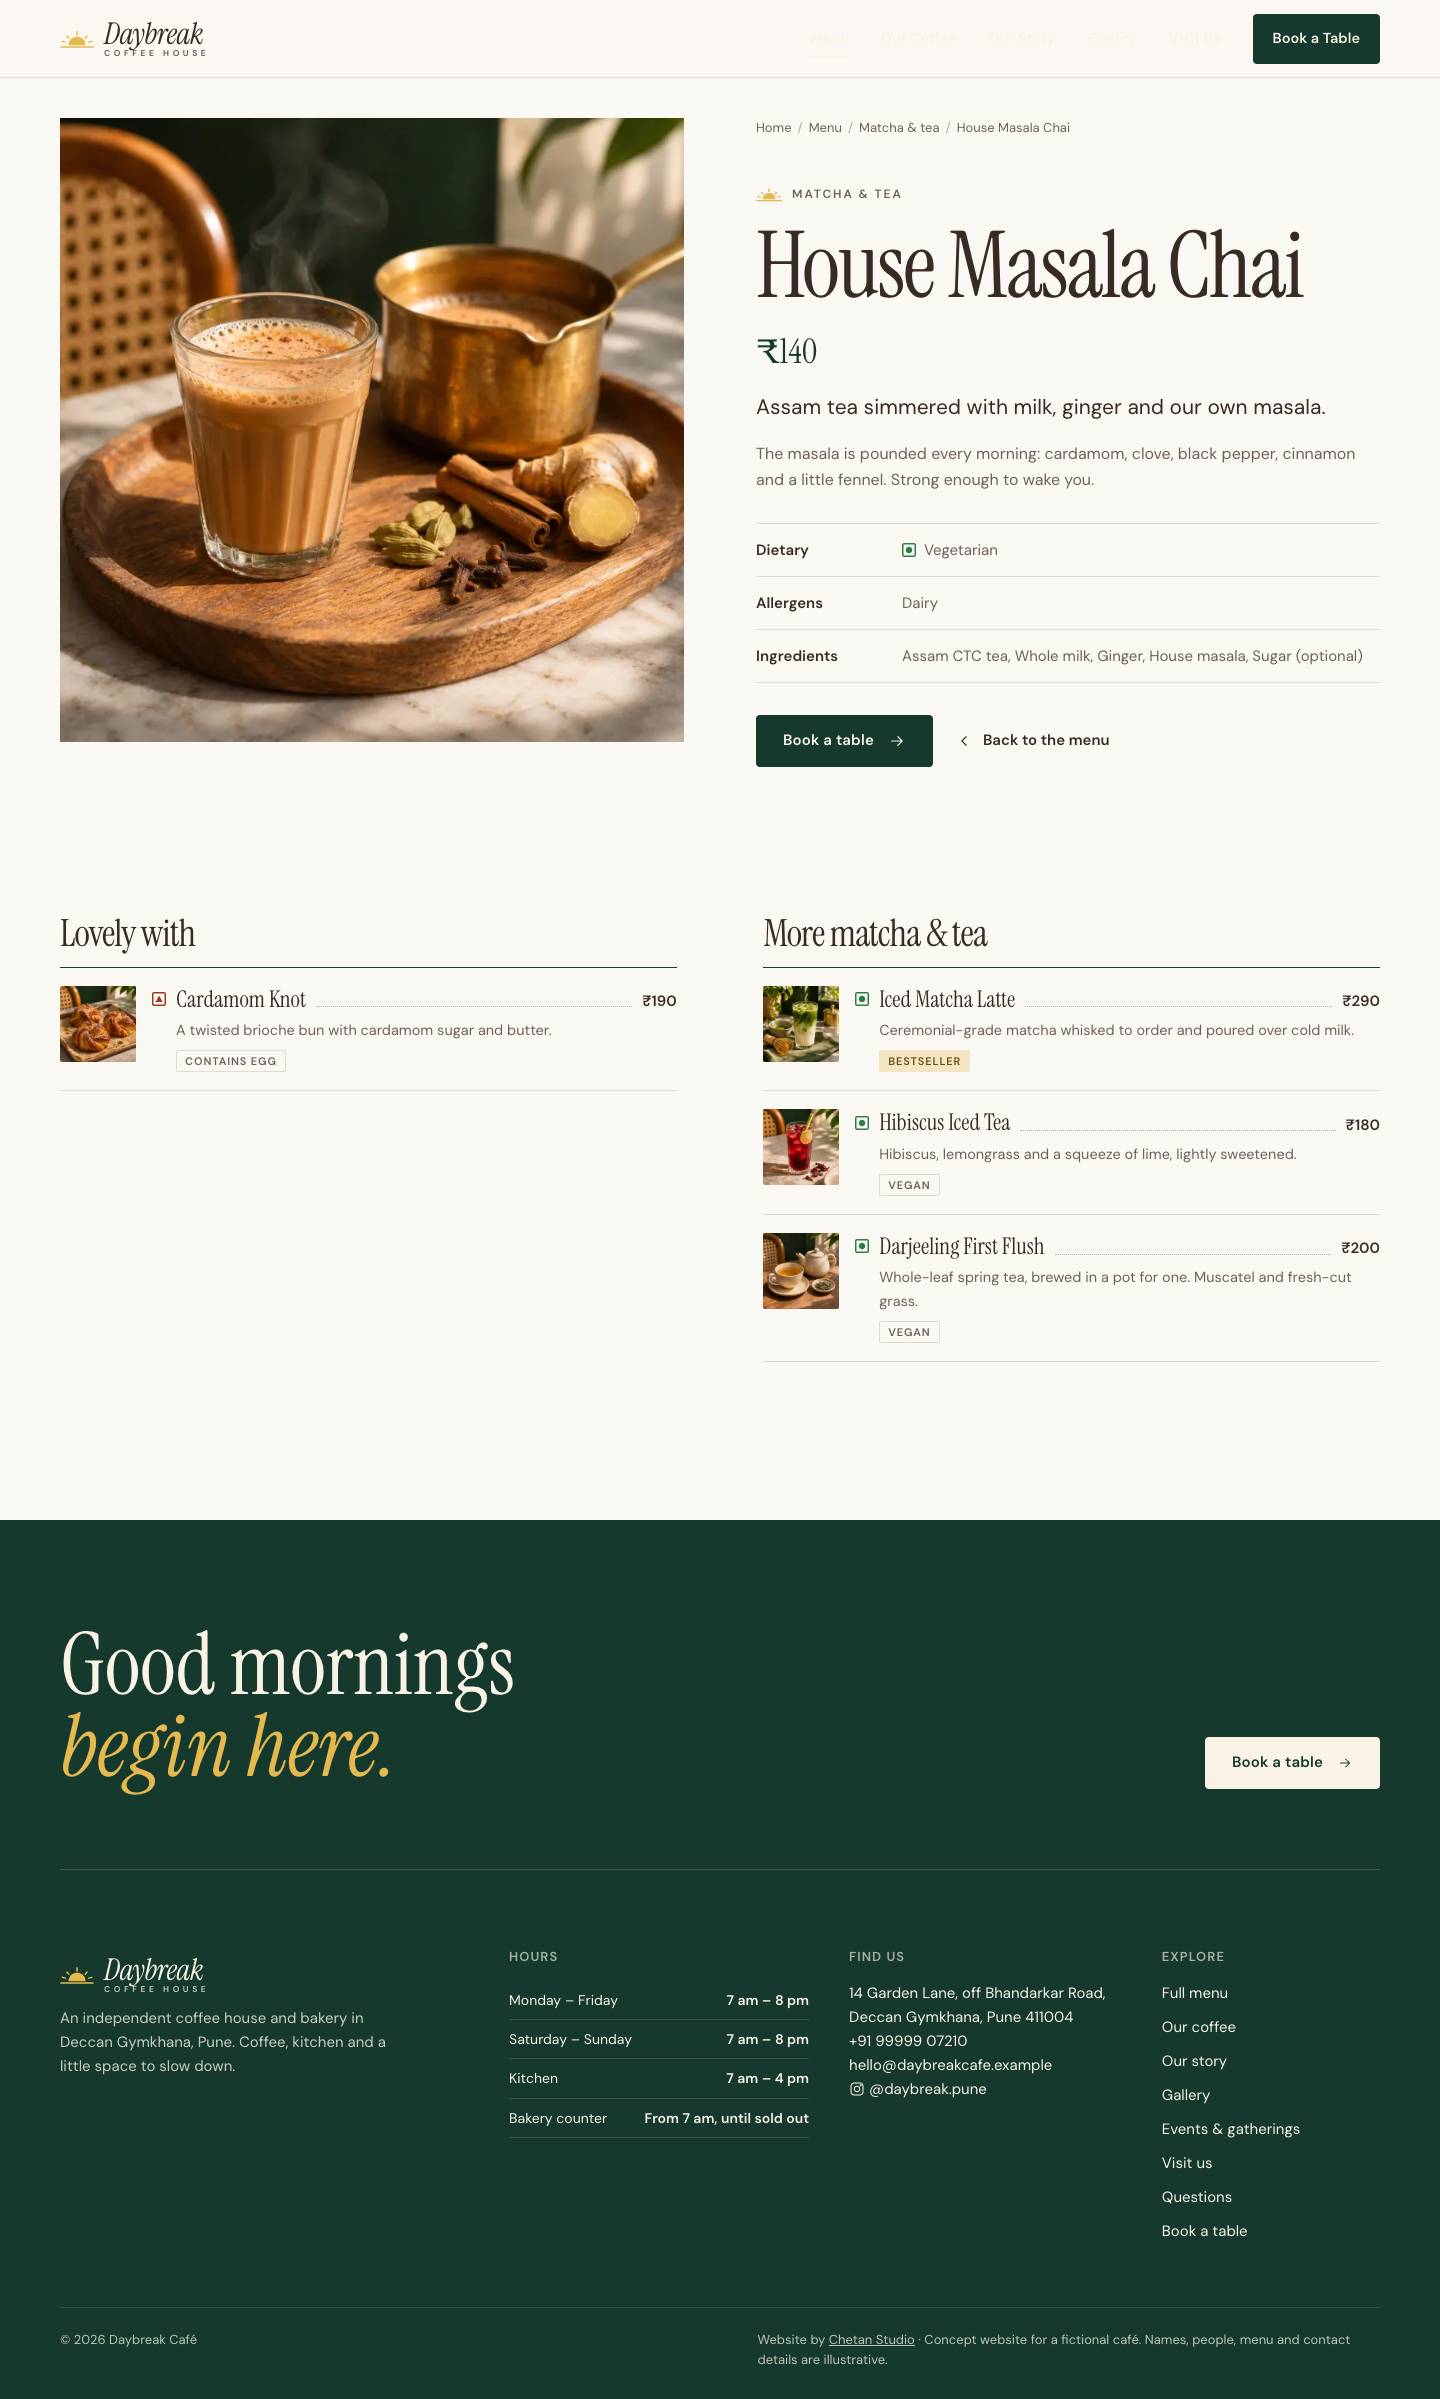 Daybreak
COFFEE HOUSE
Menu Our Coffee Our Story Gallery Visit Us
Book a Table
Home / Menu / Matcha & tea / House Masala Chai
MATCHA & TEA
House Masala Chai
₹140
Assam tea simmered with milk, ginger and our own masala.
The masala is pounded every morning: cardamom, clove, black pepper, cinnamon
and a little fennel. Strong enough to wake you.
Dietary Vegetarian
Allergens Dairy
Ingredients Assam CTC tea, Whole milk, Ginger, House masala, Sugar (optional)
Book a table → Back to the menu
Lovely with
Cardamom Knot ₹190
A twisted brioche bun with cardamom sugar and butter.
CONTAINS EGG
More matcha & tea
Iced Matcha Latte ₹290
Ceremonial-grade matcha whisked to order and poured over cold milk.
BESTSELLER
Hibiscus Iced Tea ₹180
Hibiscus, lemongrass and a squeeze of lime, lightly sweetened.
VEGAN
Darjeeling First Flush ₹200
Whole-leaf spring tea, brewed in a pot for one. Muscatel and fresh-cut
grass.
VEGAN
Good mornings
begin here.
Book a table →
Daybreak
COFFEE HOUSE
An independent coffee house and bakery in
Deccan Gymkhana, Pune. Coffee, kitchen and a
little space to slow down.
HOURS
Monday – Friday 7 am – 8 pm
Saturday – Sunday 7 am – 8 pm
Kitchen 7 am – 4 pm
Bakery counter From 7 am, until sold out
FIND US
14 Garden Lane, off Bhandarkar Road,
Deccan Gymkhana, Pune 411004
+91 99999 07210
hello@daybreakcafe.example
@daybreak.pune
EXPLORE
Full menu
Our coffee
Our story
Gallery
Events & gatherings
Visit us
Questions
Book a table
© 2026 Daybreak Café
Website by Chetan Studio · Concept website for a fictional café. Names, people, menu and contact
details are illustrative.